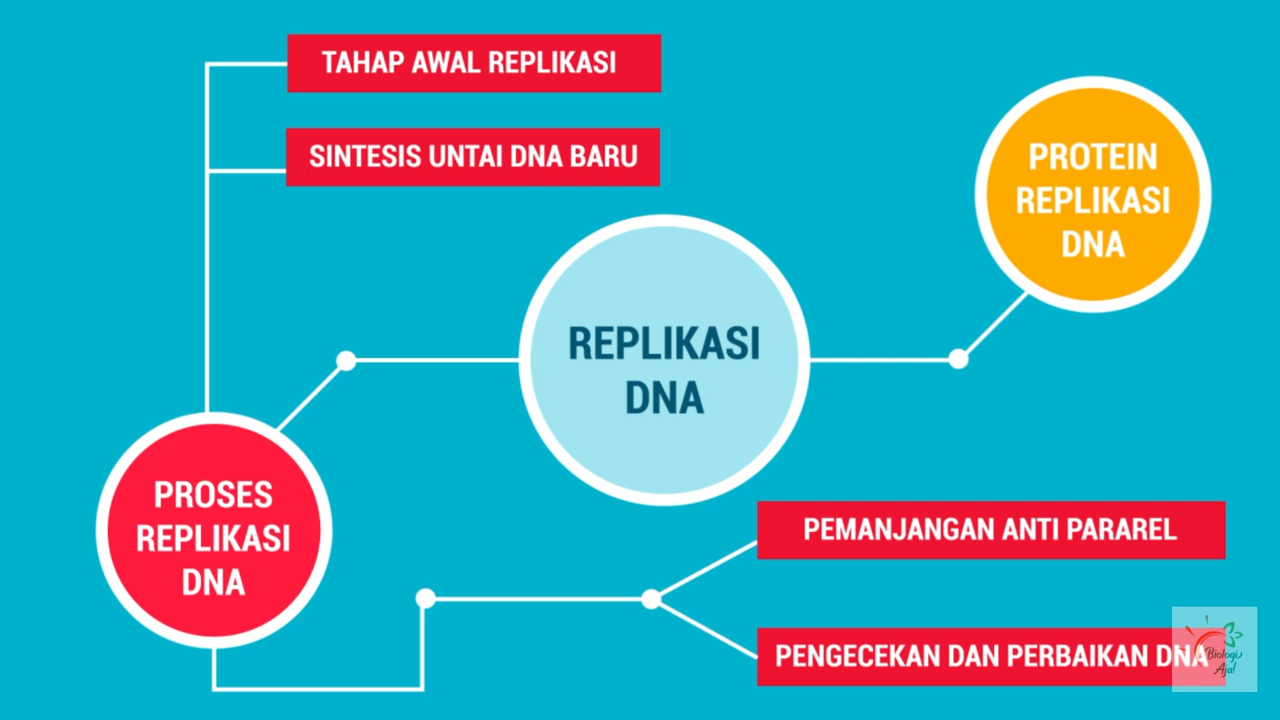 TAHAP AWAL REPLIKASI
SINTESIS UNTAI DNA BARU
PROTEIN
REPLIKASI
DNA
REPLIKASI
DNA
PROSES
REPLIKASI
DNA
PEMANJANGAN ANTI PARAREL
PENGECEKAN DAN PERBAIKAN DNA
Biologi
Aja!